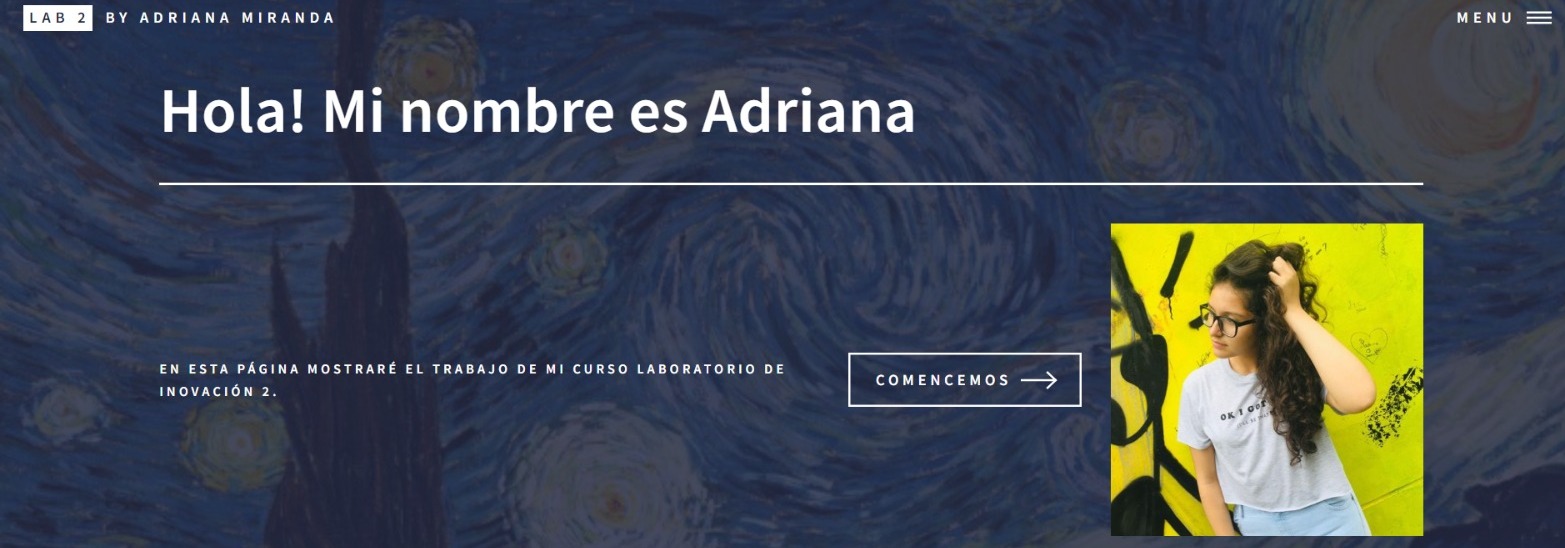 LAB 2 BY ADRIANA MIRANDA
MENU
Hola! Mi nombre es Adriana
EN ESTA PÁGINA MOSTRARÉ EL TRABAJO DE MI CURSO LABORATORIO DE
INOVACIÓN 2.
COMENCEMOS
OK I GOT